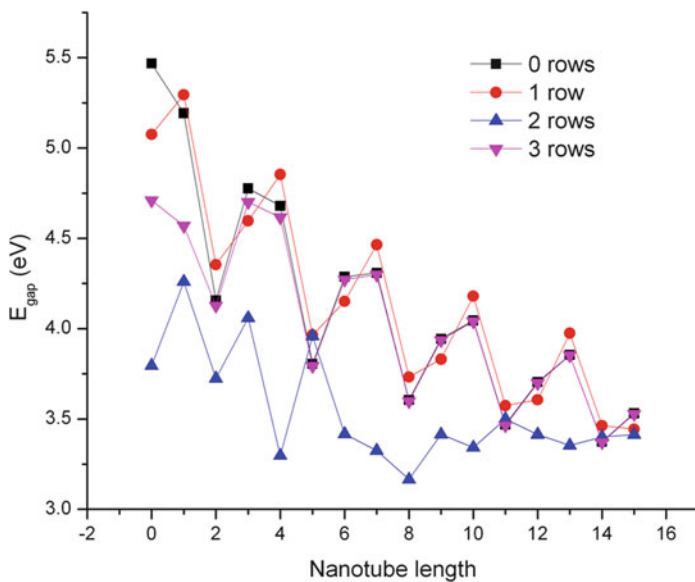 5.5
5.0
4.5
4.0
3.5
3.0
E_gap (eV)
0 rows
1 row
2 rows
3 rows
-2 0 2 4 6 8 10 12 14 16
Nanotube length